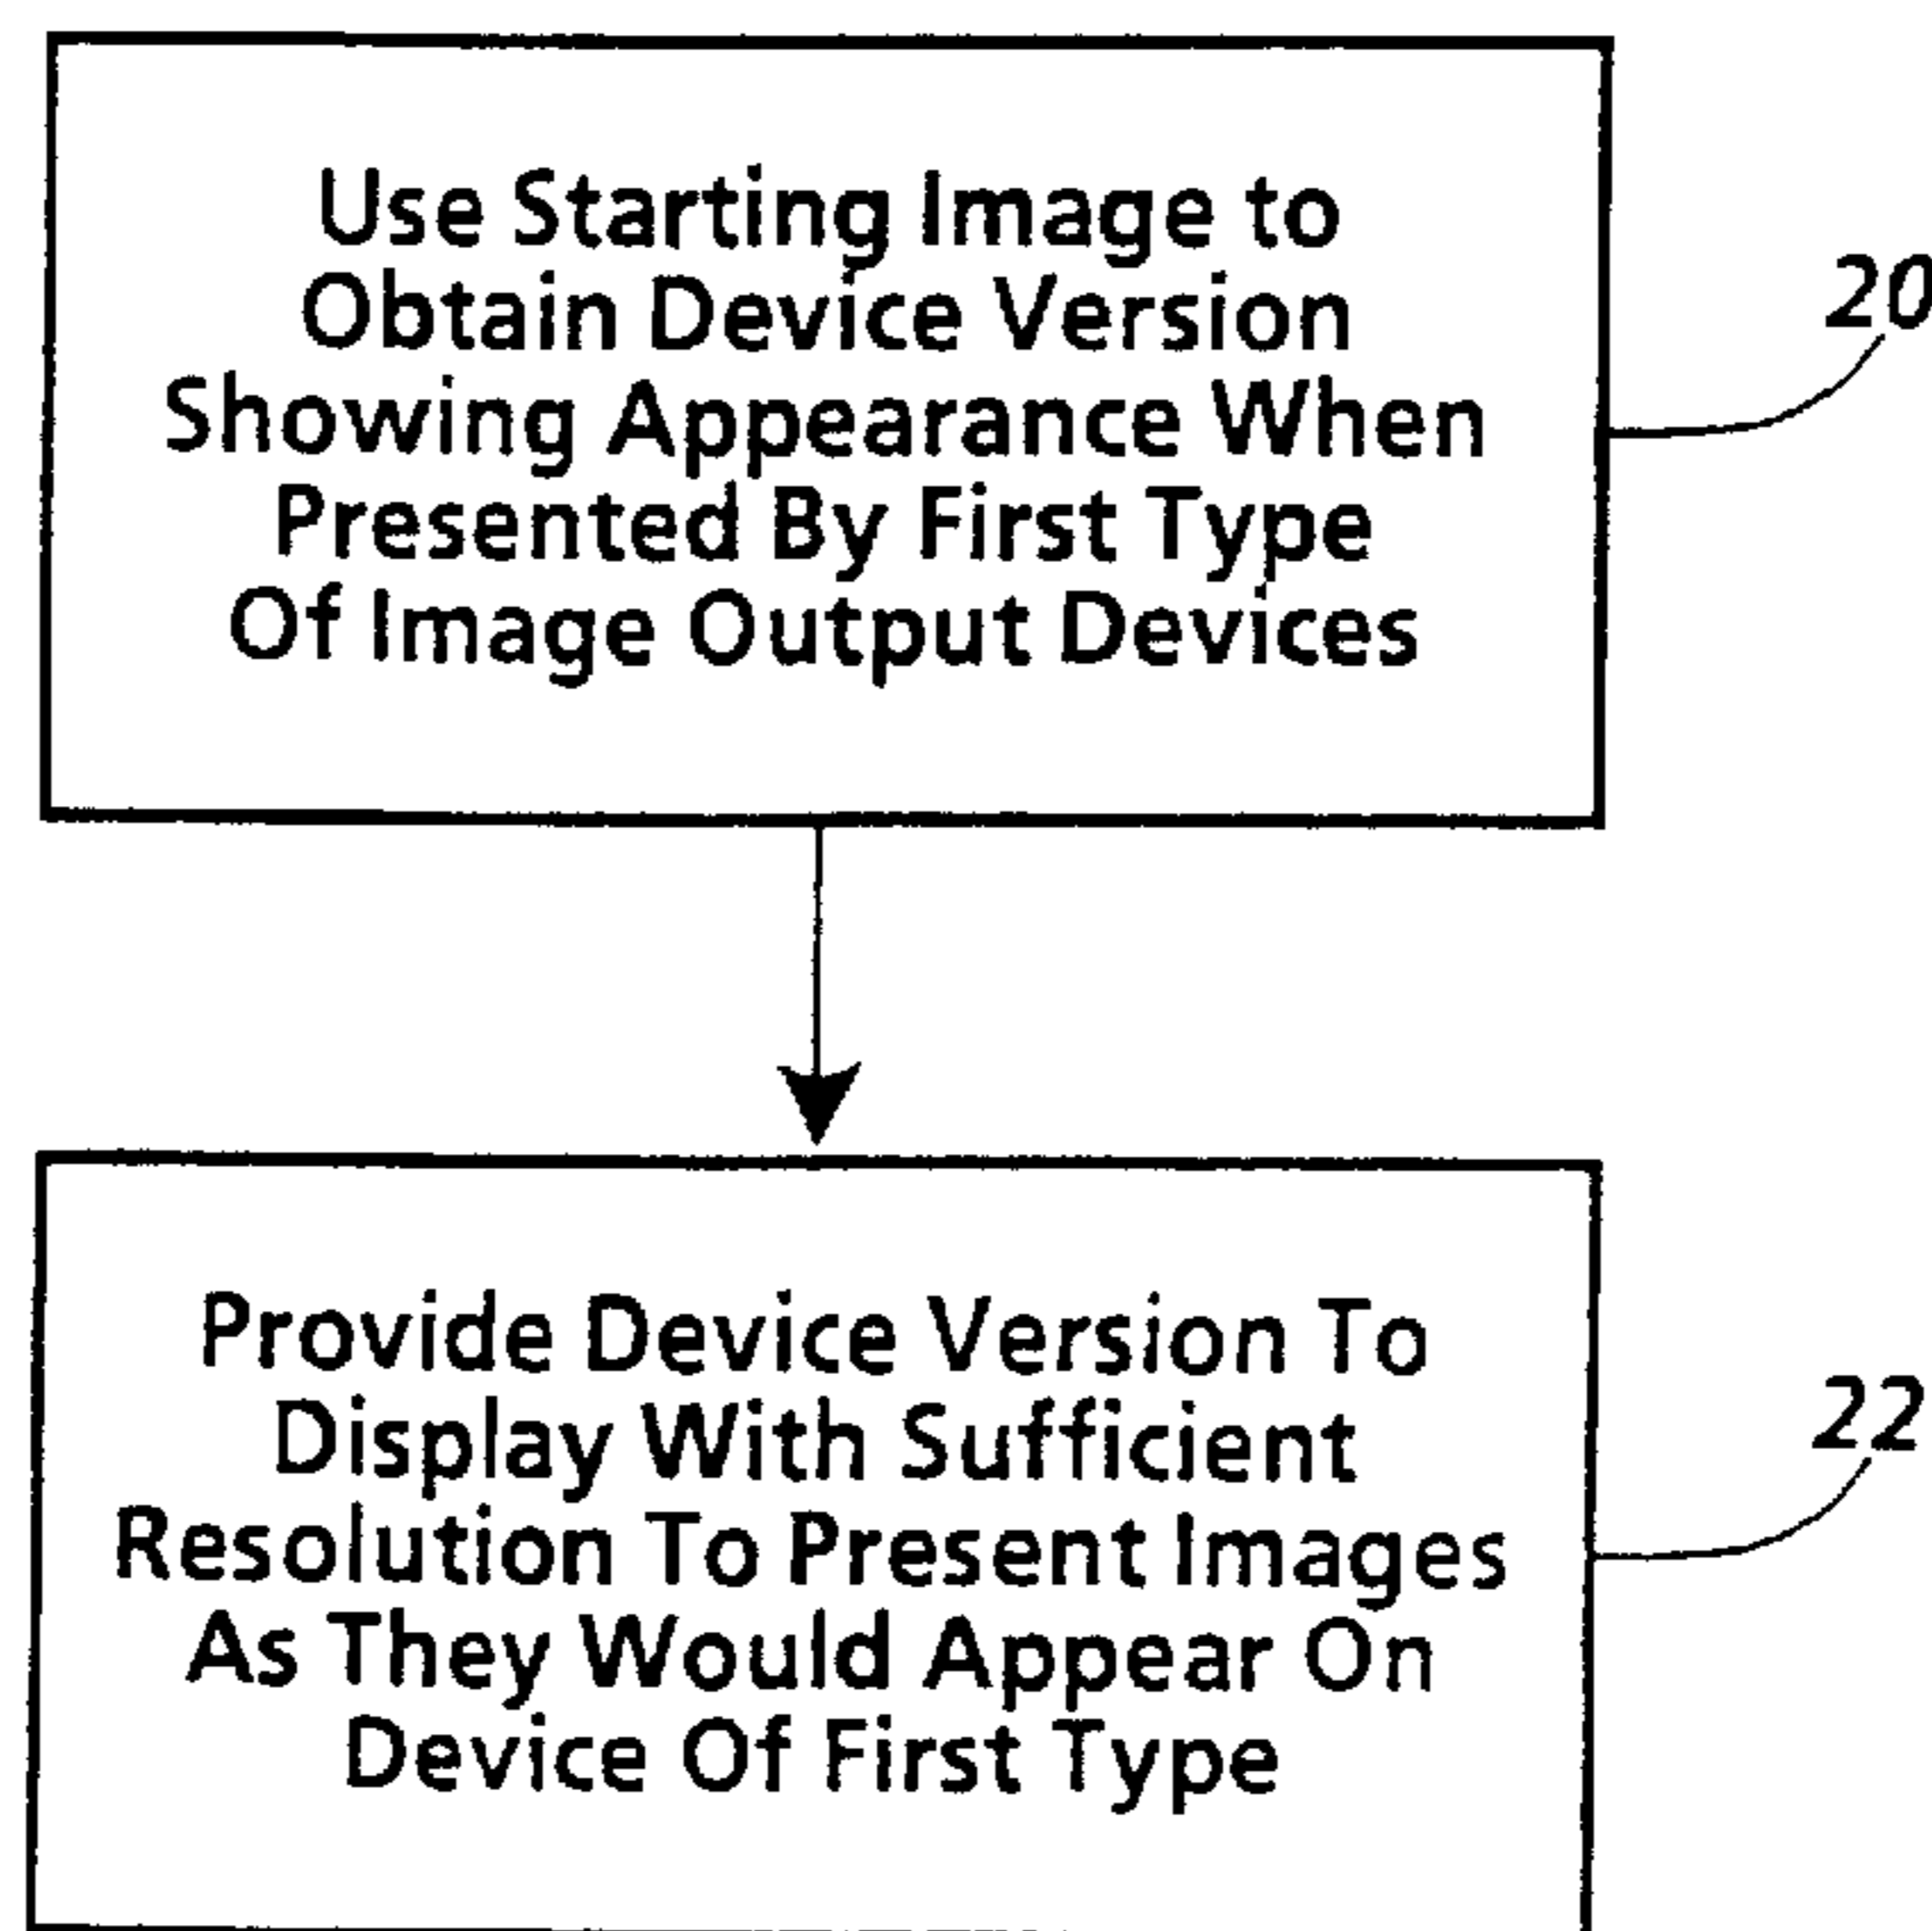 Use Starting Image to
Obtain Device Version
Showing Appearance When
Presented By First Type
Of Image Output Devices
20
Provide Device Version To
Display With Sufficient
Resolution To Present Images
As They Would Appear On
Device Of First Type
22